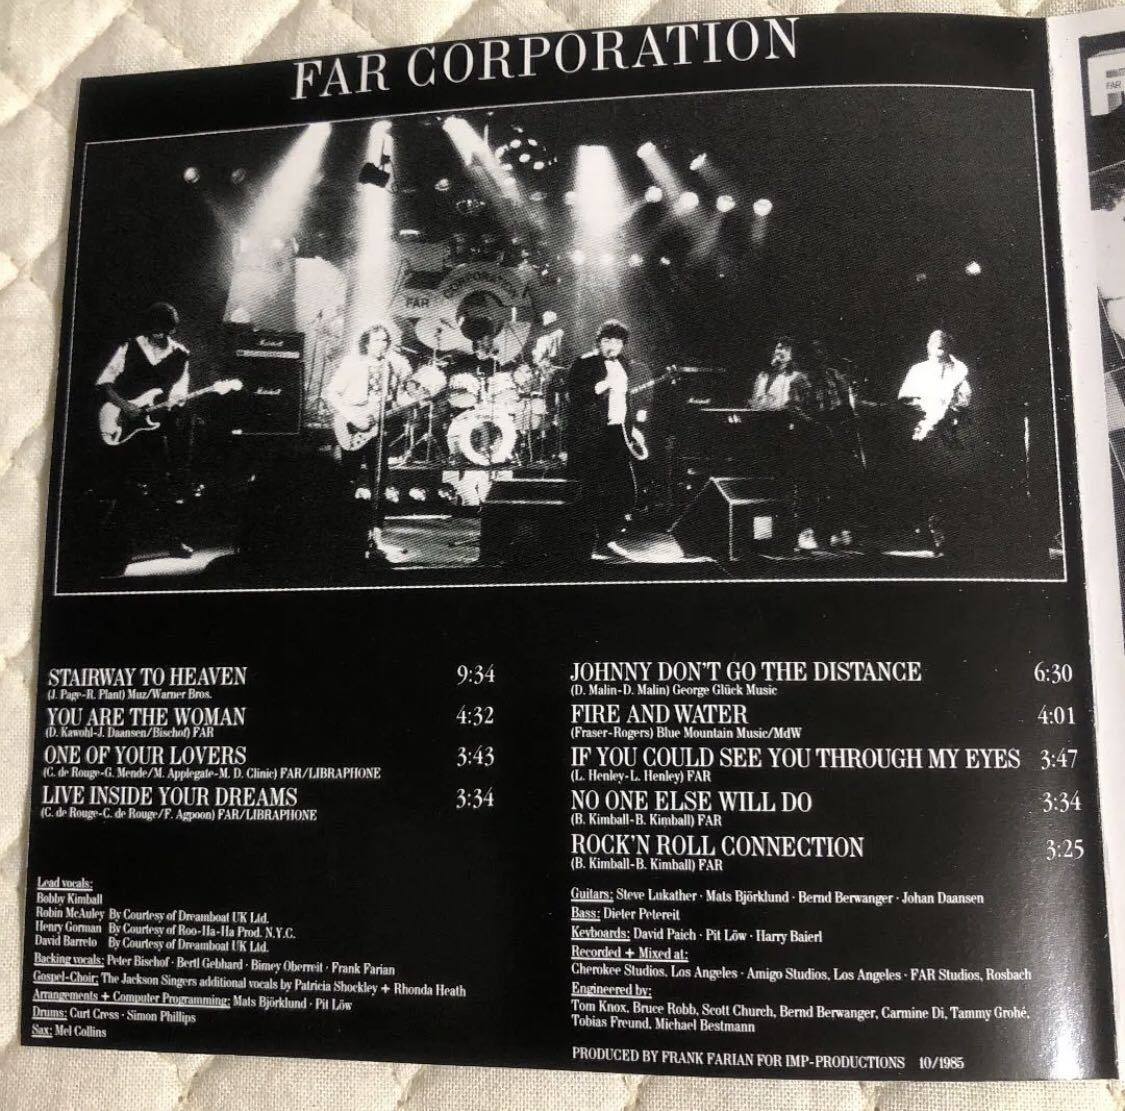 FAR CORPORATION
FAR CORPORATION
Marshall
Marshall
STAIRWAY TO HEAVEN 9:34
(J. Page-R. Plant) Muz/Warner Bros.
YOU ARE THE WOMAN 4:32
(D. Kawohl-J. Daansen/Bischof) FAR
ONE OF YOUR LOVERS 3:43
(C. de Rouge-G. Mende/M. Applegate-M. D. Clinic) FAR/LIBRAPHONE
LIVE INSIDE YOUR DREAMS 3:34
(C. de Rouge-C. de Rouge/F. Agpoon) FAR/LIBRAPHONE
Lead vocals:
Bobby Kimball
Robin McAuley By Courtesy of Dreamboat UK Ltd.
Henry Gorman By Courtesy of Roo-Ha-Ha Prod. N.Y.C.
David Barreto By Courtesy of Dreamboat UK Ltd.
Backing vocals: Peter Bischof · Bertl Gebhard · Bimey Oberreit · Frank Farian
Gospel-Choir: The Jackson Singers additional vocals by Patricia Shockley + Rhonda Heath
Arrangements + Computer Programming: Mats Björklund · Pit Löw
Drums: Curt Cress · Simon Phillips
Sax: Mel Collins
JOHNNY DON'T GO THE DISTANCE 6:30
(D. Malin-D. Malin) George Glück Music
FIRE AND WATER 4:01
(Fraser-Rogers) Blue Mountain Music/MdW
IF YOU COULD SEE YOU THROUGH MY EYES 3:47
(L. Henley-L. Henley) FAR
NO ONE ELSE WILL DO 3:34
(B. Kimball-B. Kimball) FAR
ROCK'N ROLL CONNECTION 3:25
(B. Kimball-B. Kimball) FAR
Guitars: Steve Lukather · Mats Björklund · Bernd Berwanger · Johan Daansen
Bass: Dieter Petereit
Keyboards: David Paich · Pit Löw · Harry Baierl
Recorded + Mixed at:
Cherokee Studios, Los Angeles · Amigo Studios, Los Angeles · FAR Studios, Rosbach
Engineered by:
Tom Knox, Bruce Robb, Scott Church, Bernd Berwanger, Carmine Di, Tammy Grohé,
Tobias Freund, Michael Bestmann
PRODUCED BY FRANK FARIAN FOR IMP-PRODUCTIONS 10/1985
FAR